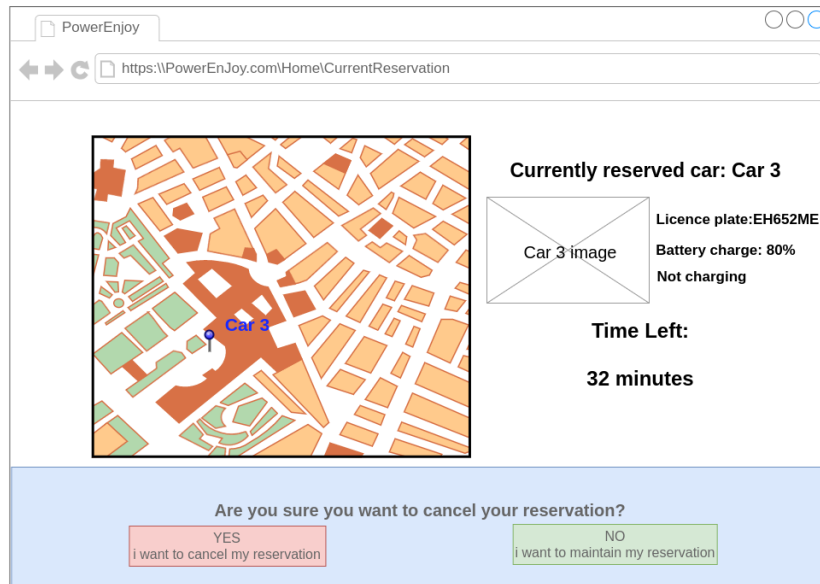 PowerEnjoy
https:\\PowerEnJoy.com\Home\CurrentReservation
Currently reserved car: Car 3
Car 3 image
Licence plate:EH652ME
Battery charge: 80%
Not charging
Car 3
Time Left:
32 minutes
Are you sure you want to cancel your reservation?
YES
i want to cancel my reservation
NO
i want to maintain my reservation